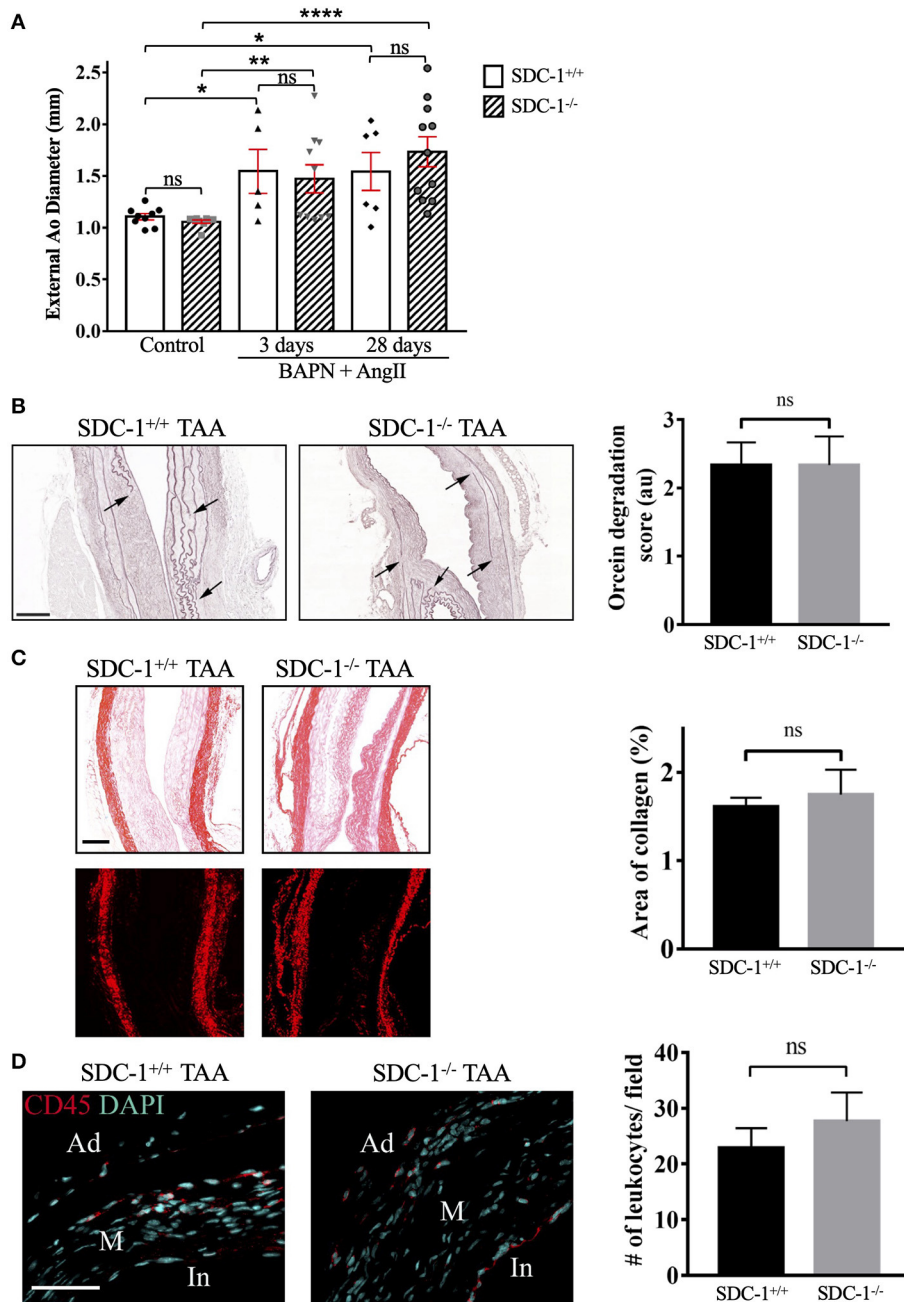 A
****
*
ns
**
*
ns
ns
SDC-1+/+
SDC-1-/-
External Ao Diameter (mm)
2.5
2.0
1.5
1.0
0.5
0.0
Control
3 days
28 days
BAPN + AngII
B
SDC-1+/+ TAA
SDC-1-/- TAA
Orcein degradation
score (au)
3
2
1
0
ns
SDC-1+/+
SDC-1-/-
C
SDC-1+/+ TAA
SDC-1-/- TAA
Area of collagen (%)
2
1
0
ns
SDC-1+/+
SDC-1-/-
D
SDC-1+/+ TAA
SDC-1-/- TAA
CD45 DAPI
Ad
M
In
Ad
M
In
# of leukocytes/ field
40
30
20
10
0
ns
SDC-1+/+
SDC-1-/-